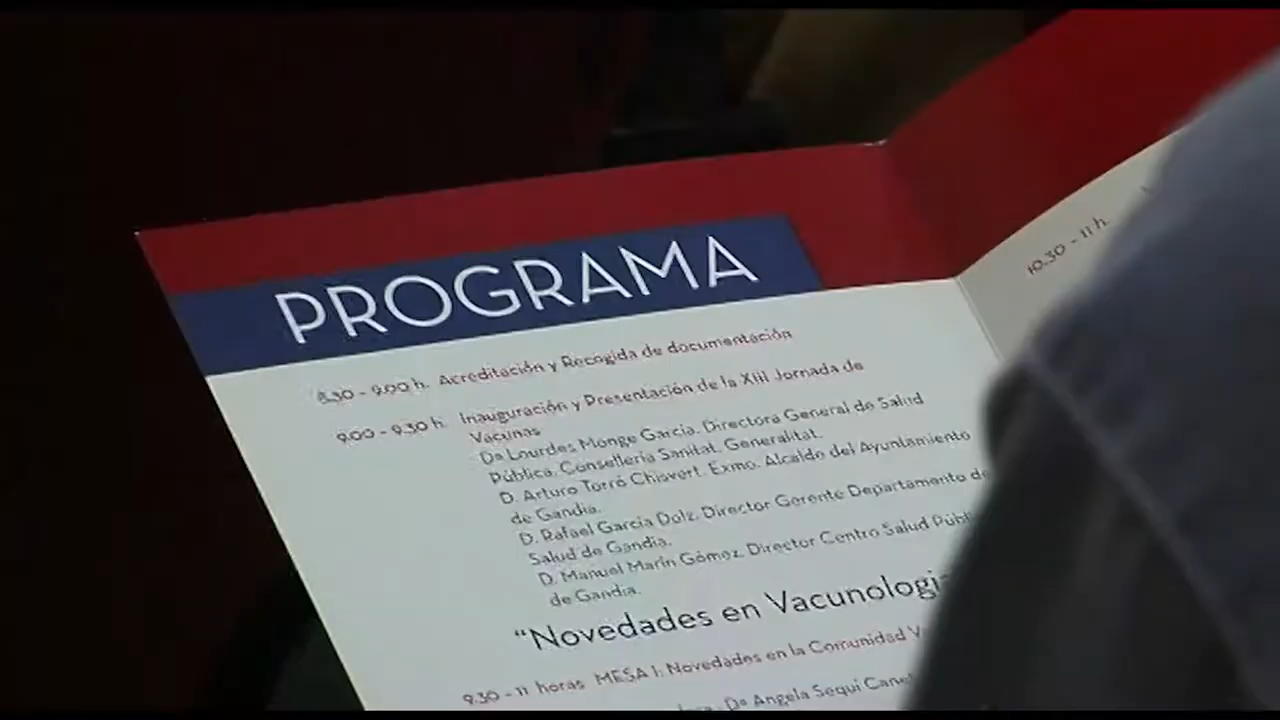 PROGRAMA
8.30 - 9.00 h. Acreditación y Recogida de documentación
9.00 - 9.30 h. Inauguración y Presentación de la XIII Jornada de
Vacunas
Dª Lourdes Monge García. Directora General de Salud
Pública. Conselleria Sanitat. Generalitat.
D. Arturo Torró Chisvert. Exmo. Alcalde del Ayuntamiento
de Gandia.
D. Rafael García Dolz. Director Gerente Departamento de
Salud de Gandia.
D. Manuel Marín Gómez. Director Centro Salud Públi
de Gandia.
"Novedades en Vacunologí
9.30 - 11 horas MESA I: Novedades en la Comunidad V
Dª Angela Sequi Canet
10.30 - 11 h.